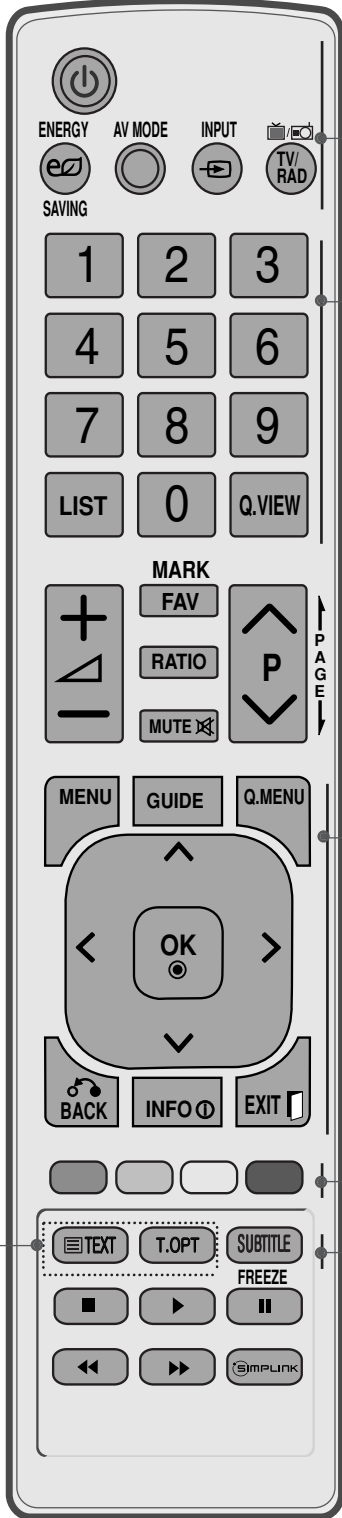 ENERGY AV MODE INPUT
TV/
RAD
SAVING
1 2 3
4 5 6
7 8 9
LIST 0 Q.VIEW
MARK
FAV
RATIO P
MUTE
PAGE
MENU GUIDE Q.MENU
OK
BACK INFO EXIT
TEXT T.OPT SUBTITLE
FREEZE
SIMPLINK